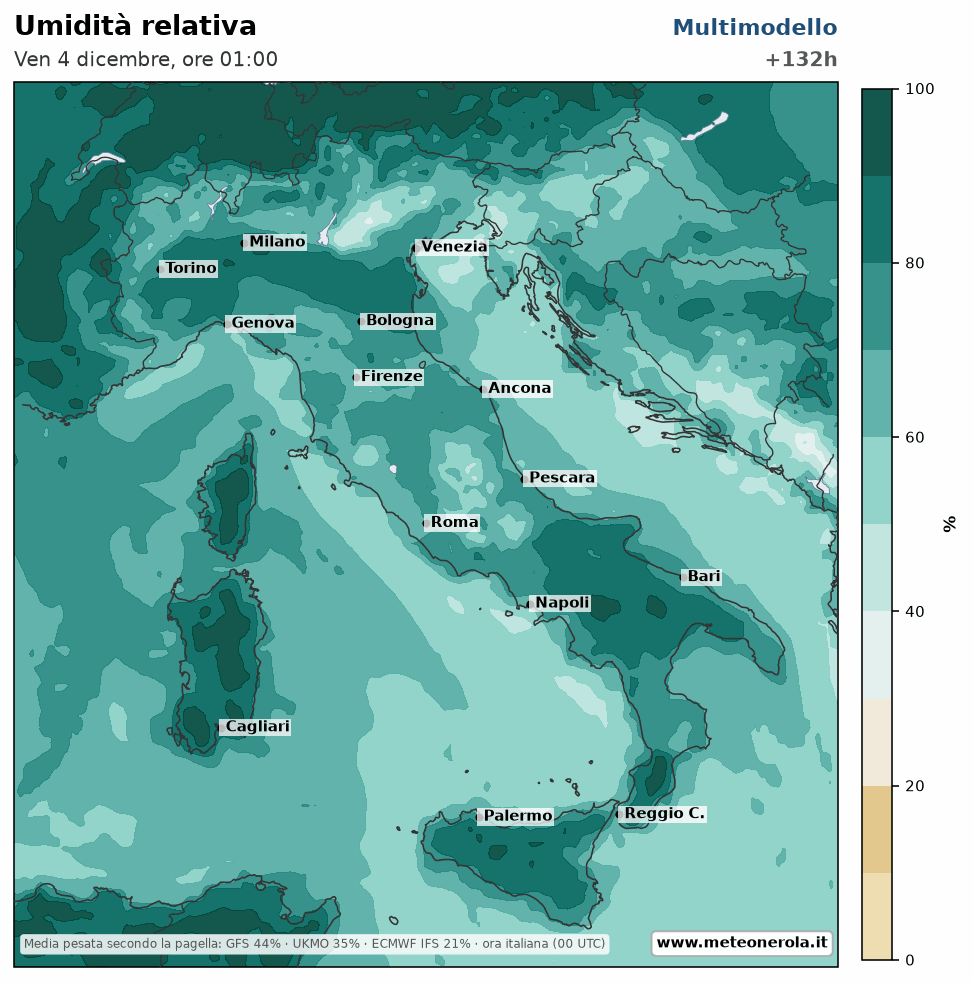 Umidità relativa
Multimodello
Ven 4 dicembre, ore 01:00
+132h
100
80
60
40
20
0
%
Milano
Venezia
Torino
Genova
Bologna
Firenze
Ancona
Pescara
Roma
Bari
Napoli
Cagliari
Palermo
Reggio C.
Media pesata secondo la pagella: GFS 44% · UKMO 35% · ECMWF IFS 21% · ora italiana (00 UTC)
www.meteonerola.it